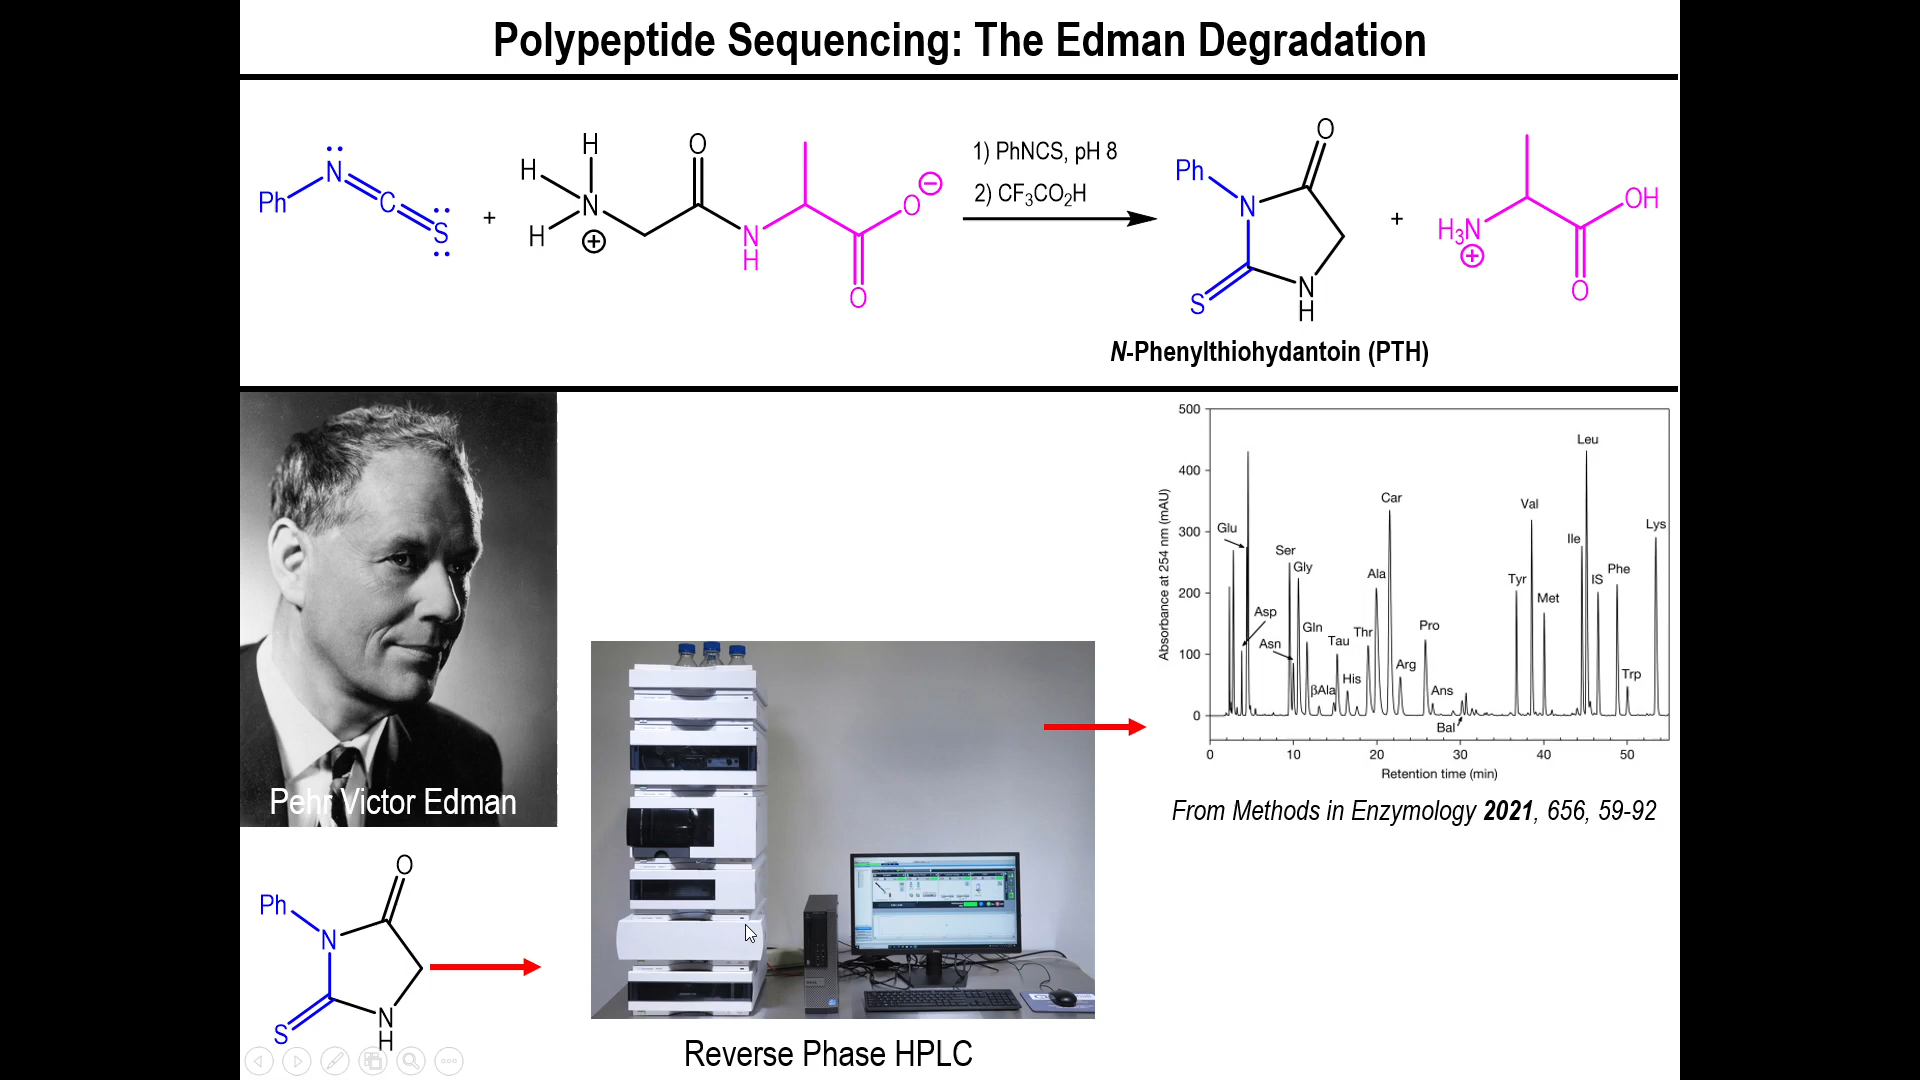 Polypeptide Sequencing: The Edman Degradation
Ph N C S
+
H H H N ⊕ O N H O ⊖ O
1) PhNCS, pH 8
2) CF₃CO₂H
Ph N O S N H
+
H₃N ⊕ OH O
N-Phenylthiohydantoin (PTH)
Pehr Victor Edman
Ph N O S N H
Reverse Phase HPLC
Absorbance at 254 nm (mAU)
500
400
300
200
100
0
Glu
Asp
Ser
Gly
Asn
Gln
βAla
Tau
His
Thr
Ala
Car
Arg
Pro
Ans
Bal
Tyr
Val
Met
Ile
Leu
IS
Phe
Trp
Lys
0 10 20 30 40 50
Retention time (min)
From Methods in Enzymology 2021, 656, 59-92